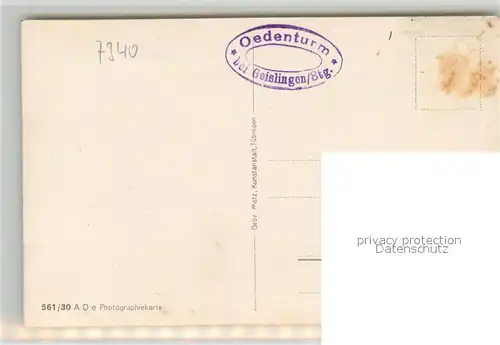 7340
Oedenturm
* bei Geislingen/Stg. *
Gebr. Metz, Kunstanstalt, Tübingen
privacy protection
Datenschutz
561/30 A D e Photographiekarte